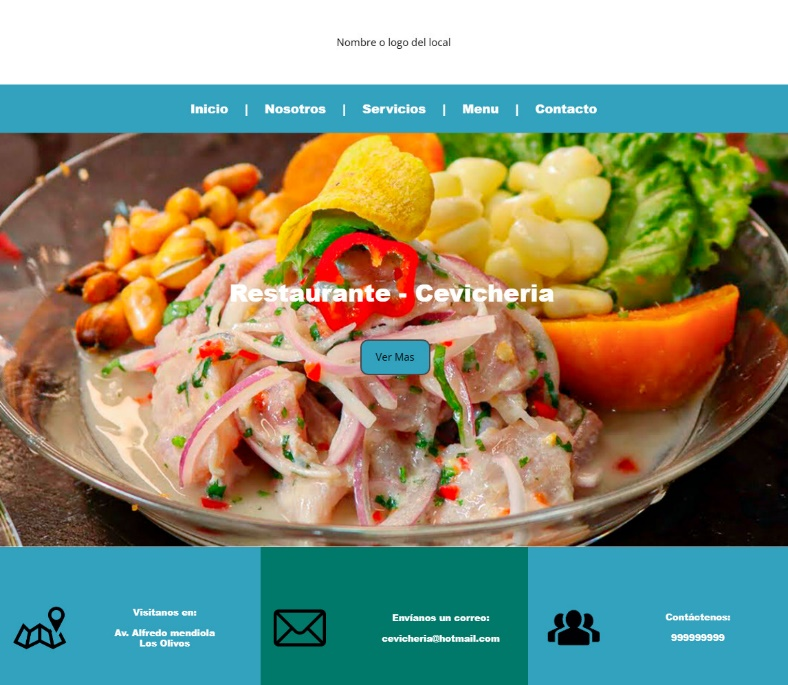 Nombre o logo del local
Inicio | Nosotros | Servicios | Menu | Contacto
Restaurante - Cevicheria
Ver Mas
Visitanos en:
Av. Alfredo mendiola
Los Olivos
Envíanos un correo:
cevicheria@hotmail.com
Contáctenos:
999999999